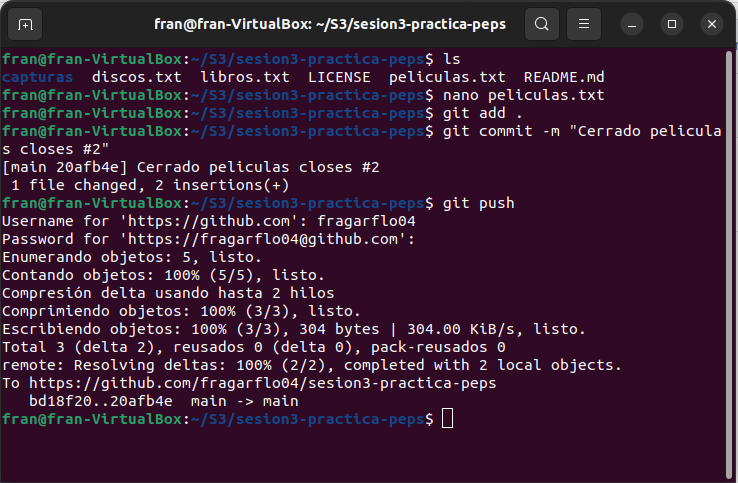 fran@fran-VirtualBox: ~/S3/sesion3-practica-peps
fran@fran-VirtualBox:~/S3/sesion3-practica-peps$ ls
capturas  discos.txt  libros.txt  LICENSE  peliculas.txt  README.md
fran@fran-VirtualBox:~/S3/sesion3-practica-peps$ nano peliculas.txt
fran@fran-VirtualBox:~/S3/sesion3-practica-peps$ git add .
fran@fran-VirtualBox:~/S3/sesion3-practica-peps$ git commit -m "Cerrado pelicula
s closes #2"
[main 20afb4e] Cerrado peliculas closes #2
 1 file changed, 2 insertions(+)
fran@fran-VirtualBox:~/S3/sesion3-practica-peps$ git push
Username for 'https://github.com': fragarflo04
Password for 'https://fragarflo04@github.com':
Enumerando objetos: 5, listo.
Contando objetos: 100% (5/5), listo.
Compresión delta usando hasta 2 hilos
Comprimiendo objetos: 100% (3/3), listo.
Escribiendo objetos: 100% (3/3), 304 bytes | 304.00 KiB/s, listo.
Total 3 (delta 2), reusados 0 (delta 0), pack-reusados 0
remote: Resolving deltas: 100% (2/2), completed with 2 local objects.
To https://github.com/fragarflo04/sesion3-practica-peps
   bd18f20..20afb4e  main -> main
fran@fran-VirtualBox:~/S3/sesion3-practica-peps$